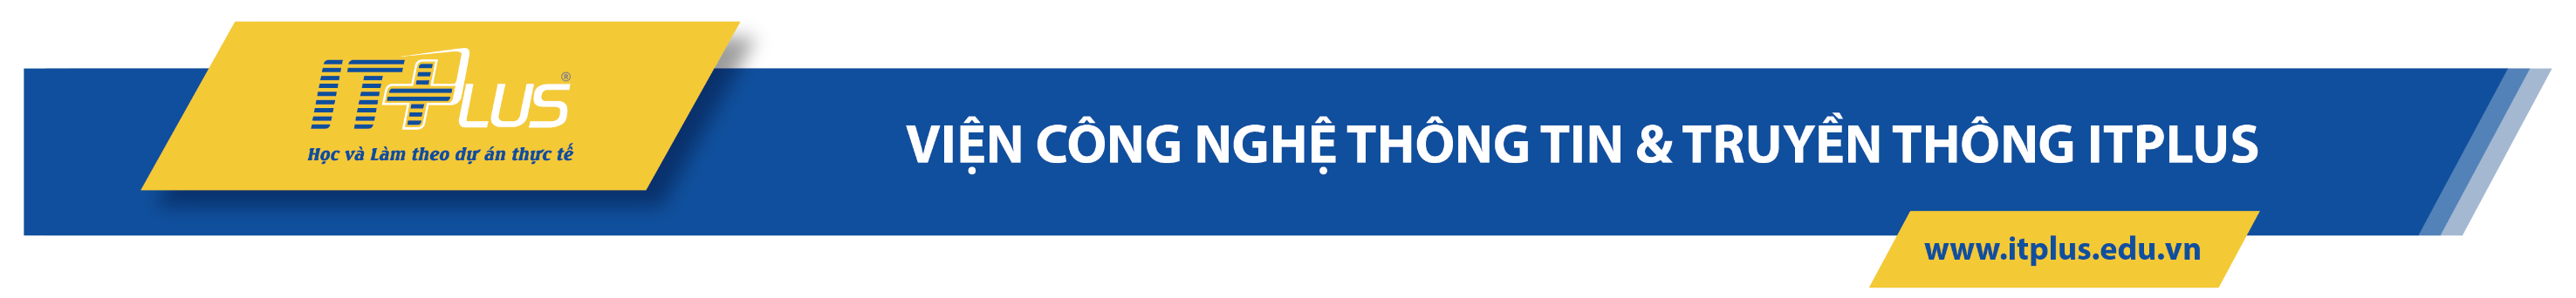 ITPLUS®
Học và Làm theo dự án thực tế
VIỆN CÔNG NGHỆ THÔNG TIN & TRUYỀN THÔNG ITPLUS
www.itplus.edu.vn